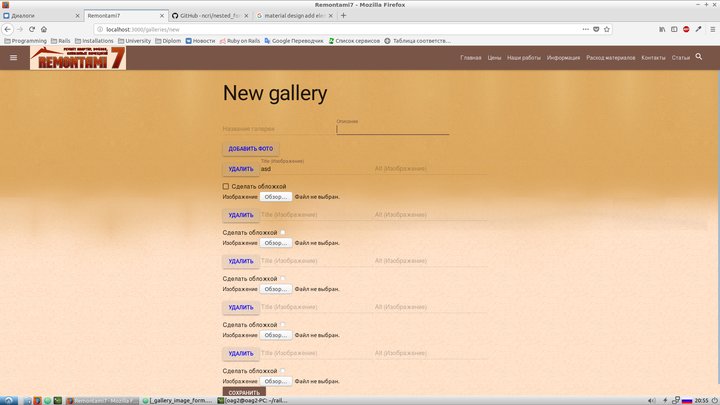 Remontami7 - Mozilla Firefox
Диалоги
Remontami7
GitHub - ncri/nested_for
material design add ele
localhost:3000/galleries/new
Programming Rails Installations University Diplom Новости Ruby on Rails Google Переводчик Список сервисов Таблица соответств...
REMONTAMI 7
Главная Цены Наши работы Информация Расход материалов Контакты Статьи
New gallery
Название галереи
Описание
ДОБАВИТЬ ФОТО
Title (Изображение)
УДАЛИТЬ asd Alt (Изображение)
Сделать обложкой
Изображение Обзор... Файл не выбран.
УДАЛИТЬ Title (Изображение) Alt (Изображение)
Сделать обложкой
Изображение Обзор... Файл не выбран.
УДАЛИТЬ Title (Изображение) Alt (Изображение)
Сделать обложкой
Изображение Обзор... Файл не выбран.
УДАЛИТЬ Title (Изображение) Alt (Изображение)
Сделать обложкой
Изображение Обзор... Файл не выбран.
УДАЛИТЬ Title (Изображение) Alt (Изображение)
Сделать обложкой
Изображение Обзор... Файл не выбран.
СОХРАНИТЬ
Remontami7 - Mozilla F... [_gallery_image_form.... [oag2@oag2-PC: ~/rail... 20:55